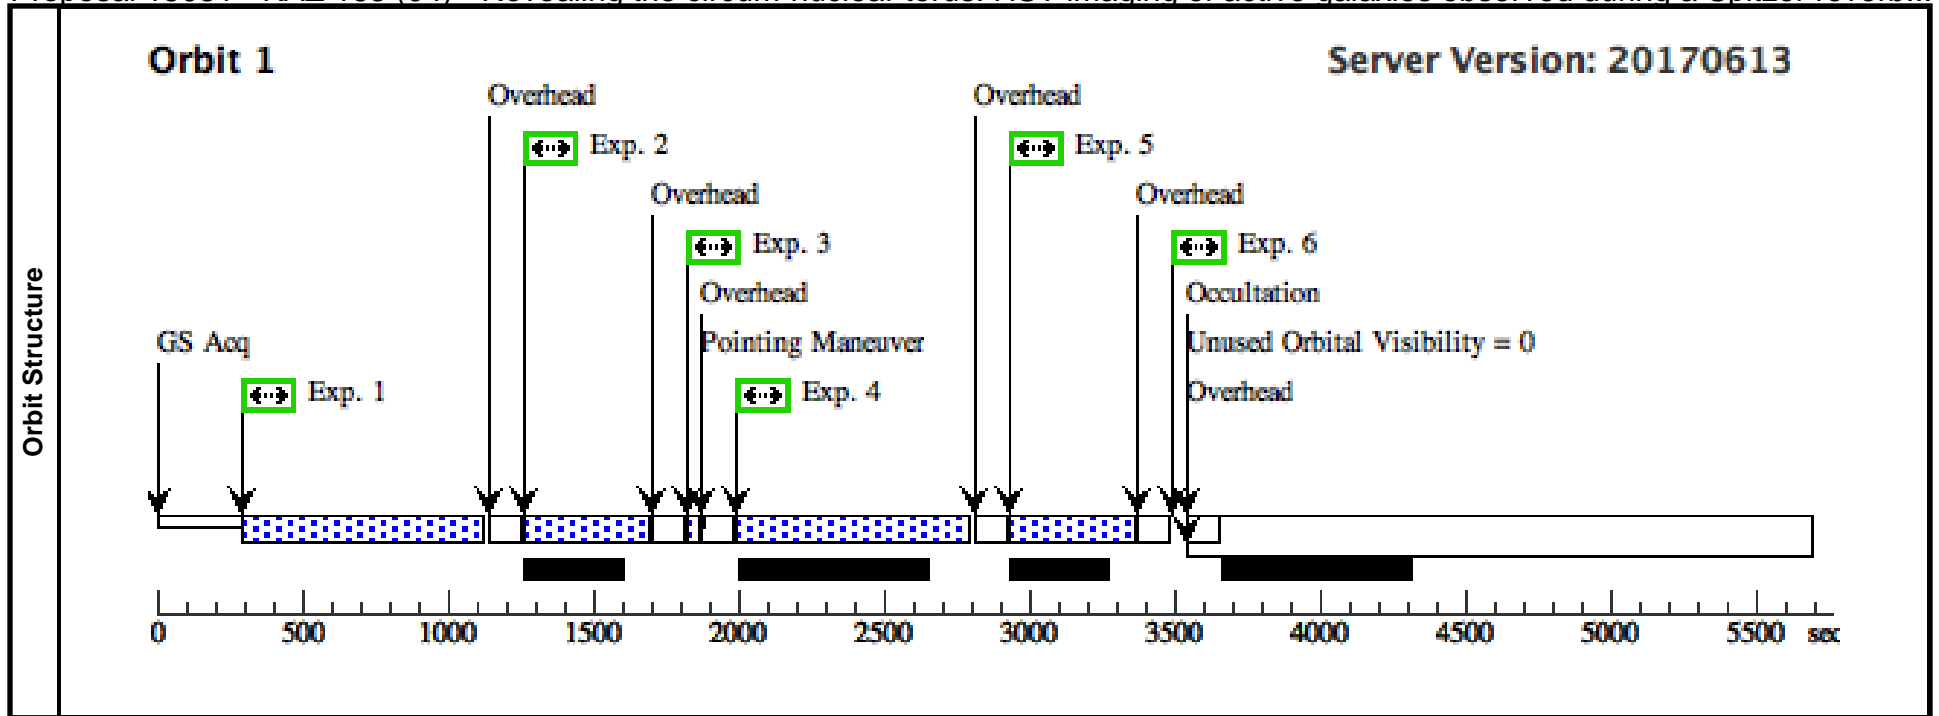 Orbit 1
Server Version: 20170613
Overhead
Overhead
Exp. 2
Exp. 5
Overhead
Overhead
Exp. 3
Exp. 6
Overhead
Occultation
GS Acq
Pointing Maneuver
Unused Orbital Visibility = 0
Exp. 1
Exp. 4
Overhead
Orbit Structure
0 500 1000 1500 2000 2500 3000 3500 4000 4500 5000 5500 sec